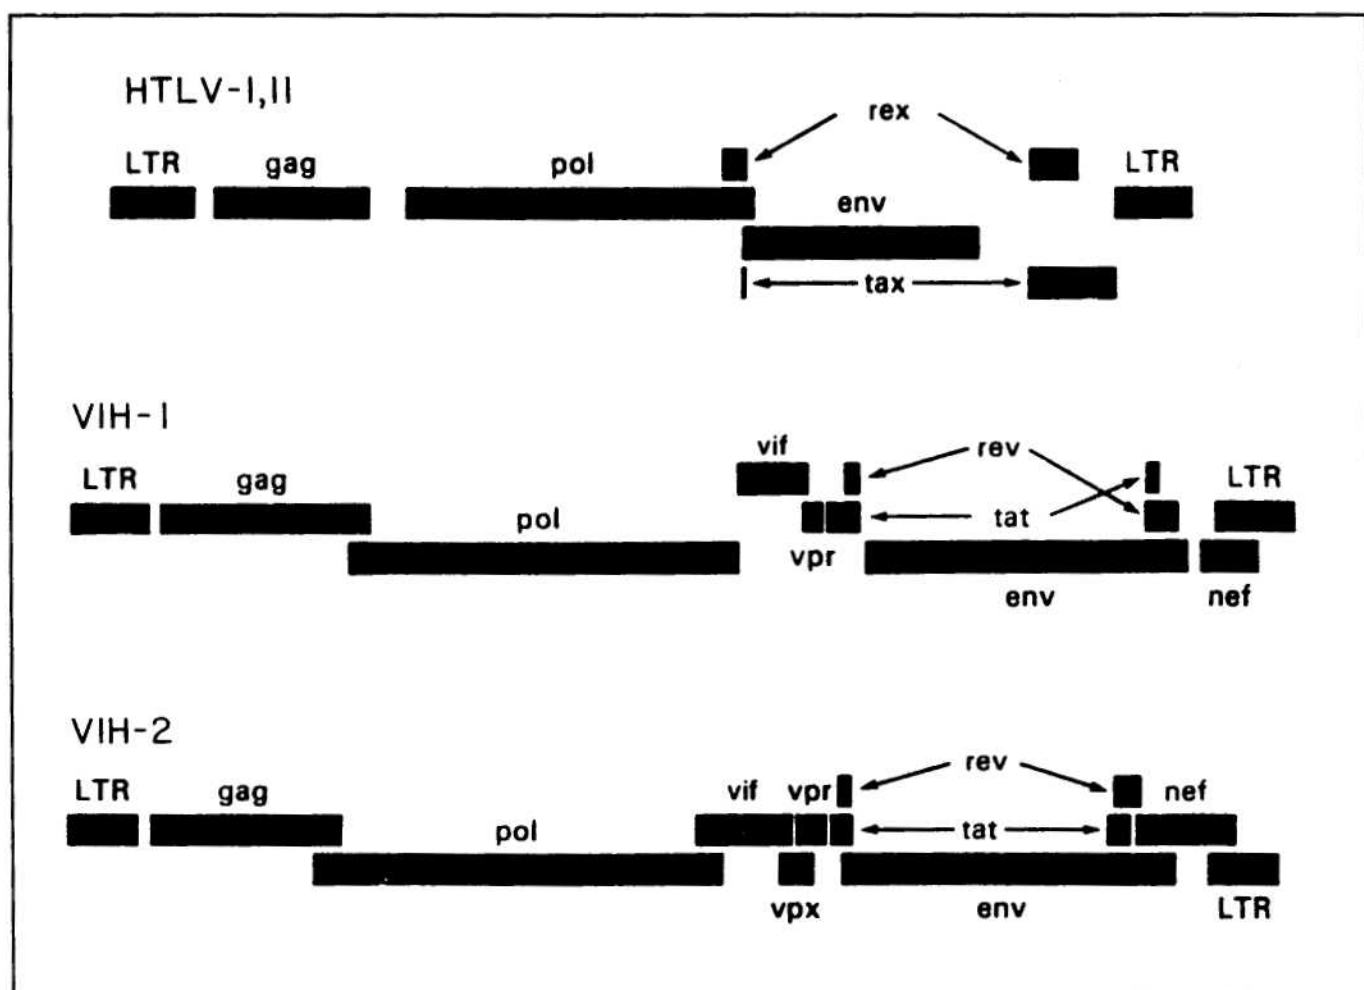 HTLV-I,II
rex
LTR gag pol LTR
env
tax
VIH-1
vif rev
LTR gag LTR
pol tat
vpr
env nef
VIH-2
rev
LTR gag vif vpr nef
pol tat
vpx env LTR